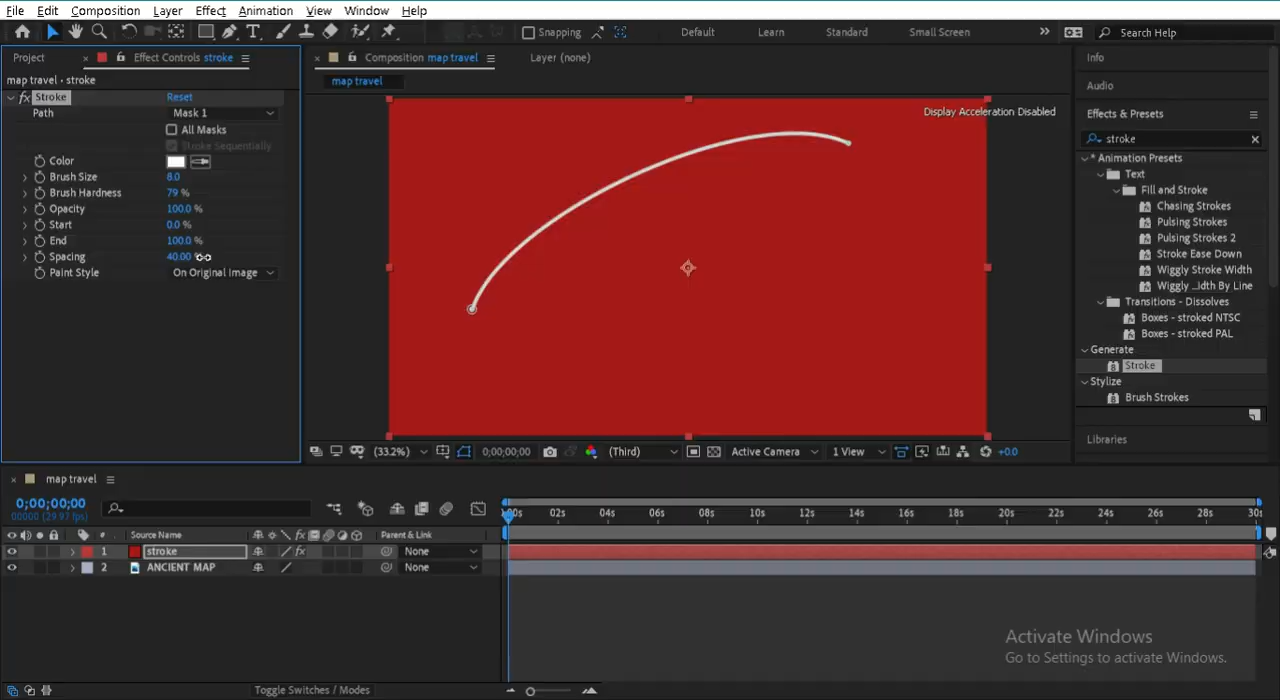 File Edit Composition Layer Effect Animation View Window Help
Snapping Default Learn Standard Small Screen Search Help
Project Effect Controls stroke Composition map travel Layer (none) Info
map travel • stroke map travel Audio
fx Stroke Reset Display Acceleration Disabled Effects & Presets
Path Mask 1
All Masks stroke
Stroke Sequentially * Animation Presets
Color Text
Brush Size 8.0 Fill and Stroke
Brush Hardness 79 % Chasing Strokes
Opacity 100.0 % Pulsing Strokes
Start 0.0 % Pulsing Strokes 2
End 100.0 % Stroke Ease Down
Spacing 40.00 Wiggly Stroke Width
Paint Style On Original Image Wiggly ...idth By Line
Transitions - Dissolves
Boxes - stroked NTSC
Boxes - stroked PAL
Generate
Stroke
Stylize
Brush Strokes
Libraries
(33.2%) 0;00;00;00 (Third) Active Camera 1 View +0.0
map travel
0;00;00;00
00000 (29.97 fps) 02s 04s 06s 08s 10s 12s 14s 16s 18s 20s 22s 24s 26s 28s
# Source Name fx Parent & Link
1 stroke fx None
2 ANCIENT MAP None
Activate Windows
Go to Settings to activate Windows.
Toggle Switches / Modes